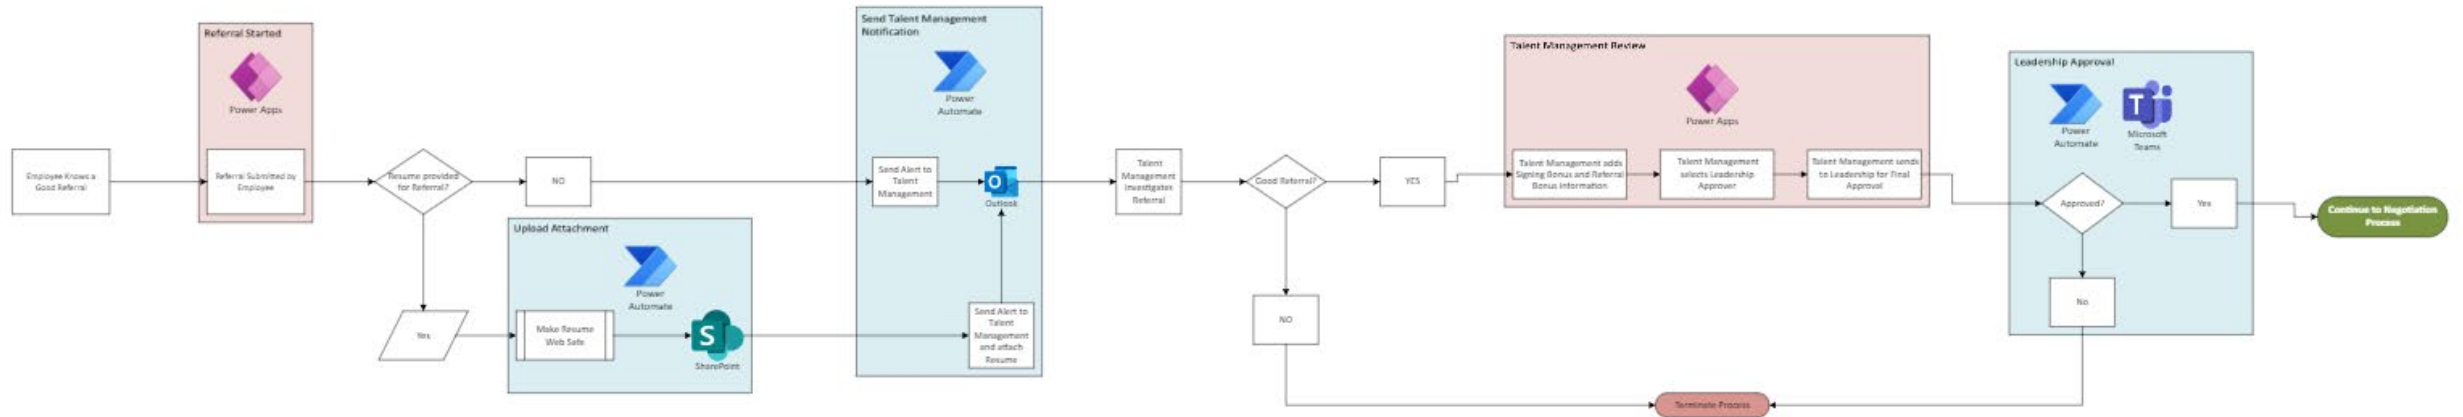 Employee Knows a
Good Referral
Referral Started
Power Apps
Referral Submitted by
Employee
Resume provided
for Referral?
NO
Yes
Upload Attachment
Power
Automate
Make Resume
Web Safe
SharePoint
Send Talent Management
Notification
Power
Automate
Send Alert to
Talent
Management
Outlook
Send Alert to
Talent
Management
and attach
Resume
Talent
Management
Investigates
Referral
Good Referral?
YES
NO
Talent Management Review
Power Apps
Talent Management adds
Signing Bonus and Referral
Bonus Information
Talent Management
selects Leadership
Approver
Talent Management sends
to Leadership for Final
Approval
Leadership Approval
Power
Automate
T
Microsoft
Teams
Approved?
Yes
No
Continue to Negotiation
Process
Terminate Process